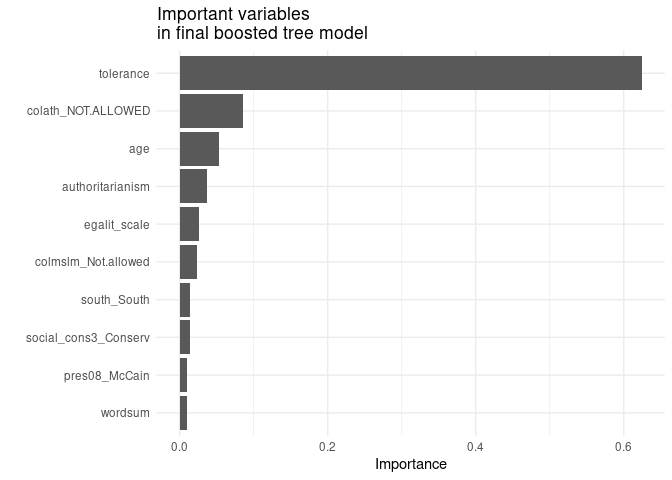 Important variables
in final boosted tree model
tolerance
colath_NOT.ALLOWED
age
authoritarianism
egalit_scale
colmslm_Not.allowed
south_South
social_cons3_Conserv
pres08_McCain
wordsum
0.0 0.2 0.4 0.6
Importance